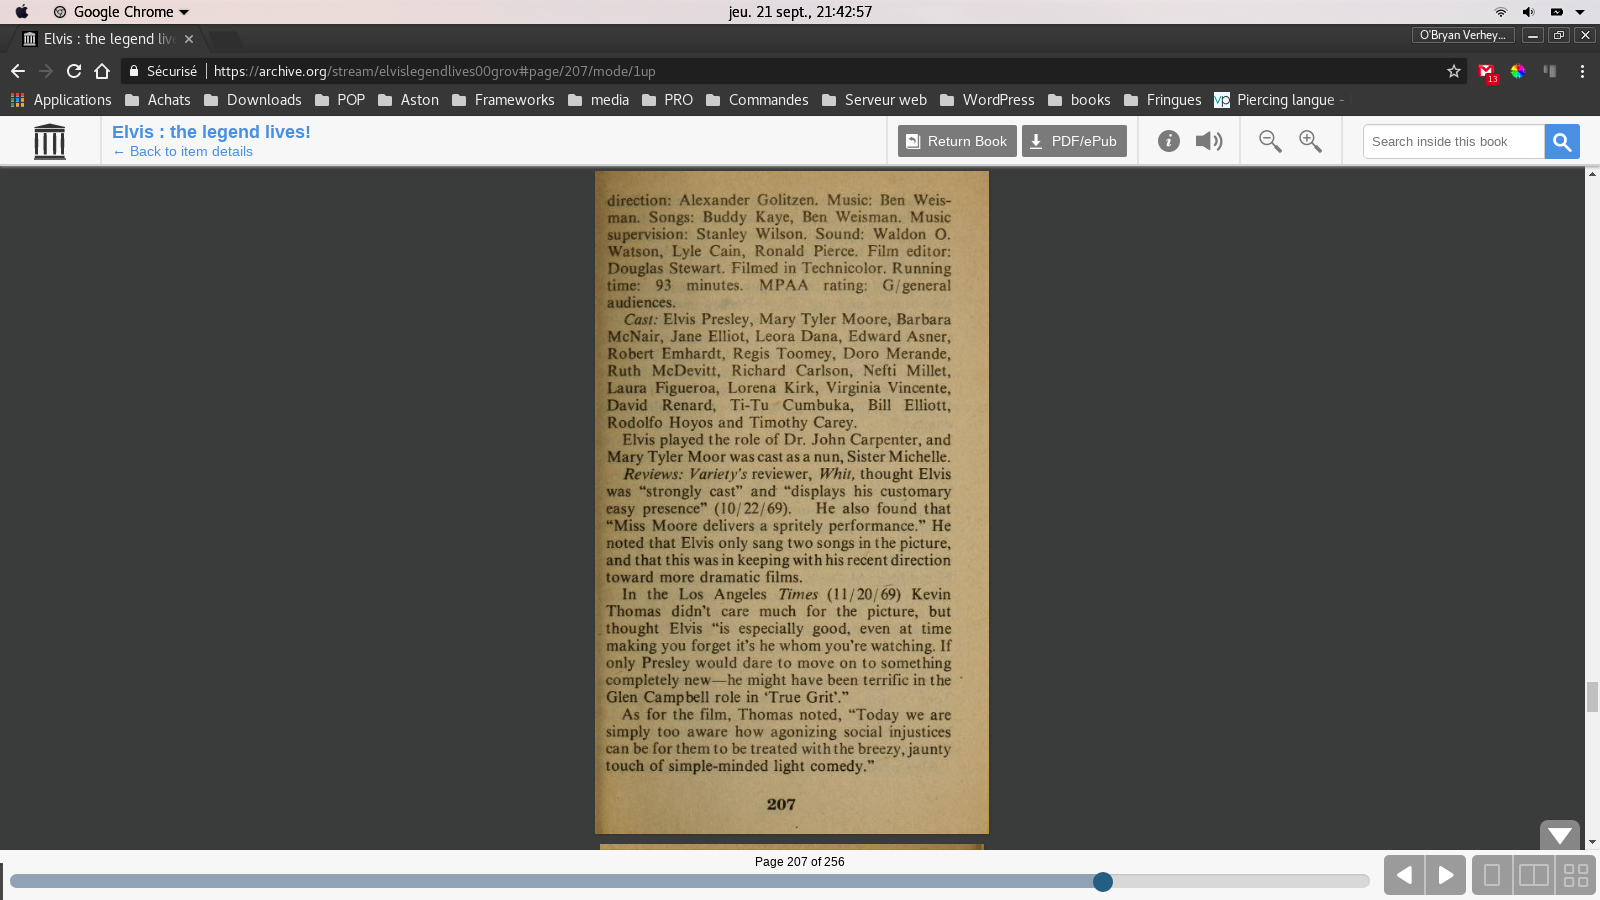 Google Chrome
jeu. 21 sept., 21:42:57
Elvis : the legend live
O'Bryan Verhey...
Sécurisé
https://archive.org/stream/elvislegendlives00grov#page/207/mode/1up
13
Applications Achats Downloads POP Aston Frameworks media PRO Commandes Serveur web WordPress books Fringues Piercing langue -
Elvis : the legend lives!
← Back to item details
Return Book
PDF/ePub
Search inside this book
direction: Alexander Golitzen. Music: Ben Weis-
man. Songs: Buddy Kaye, Ben Weisman. Music
supervision: Stanley Wilson. Sound: Waldon O.
Watson, Lyle Cain, Ronald Pierce. Film editor:
Douglas Stewart. Filmed in Technicolor. Running
time: 93 minutes. MPAA rating: G/general
audiences.
Cast: Elvis Presley, Mary Tyler Moore, Barbara
McNair, Jane Elliot, Leora Dana, Edward Asner,
Robert Emhardt, Regis Toomey, Doro Merande,
Ruth McDevitt, Richard Carlson, Nefti Millet,
Laura Figueroa, Lorena Kirk, Virginia Vincente,
David Renard, Ti-Tu Cumbuka, Bill Elliott,
Rodolfo Hoyos and Timothy Carey.
Elvis played the role of Dr. John Carpenter, and
Mary Tyler Moor was cast as a nun, Sister Michelle.
Reviews: Variety's reviewer, Whit, thought Elvis
was “strongly cast” and “displays his customary
easy presence” (10/22/69). He also found that
“Miss Moore delivers a spritely performance.” He
noted that Elvis only sang two songs in the picture,
and that this was in keeping with his recent direction
toward more dramatic films.
In the Los Angeles Times (11/20/69) Kevin
Thomas didn't care much for the picture, but
thought Elvis “is especially good, even at time
making you forget it's he whom you're watching. If
only Presley would dare to move on to something
completely new—he might have been terrific in the
Glen Campbell role in ‘True Grit’.”
As for the film, Thomas noted, “Today we are
simply too aware how agonizing social injustices
can be for them to be treated with the breezy, jaunty
touch of simple-minded light comedy.”
207
Page 207 of 256